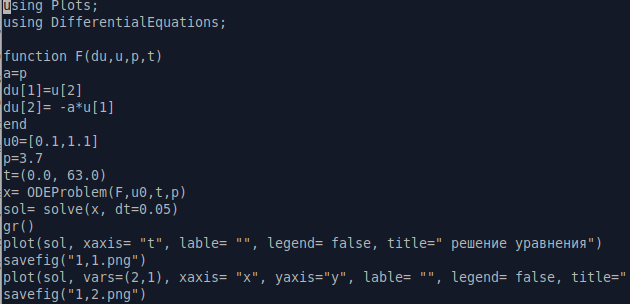 using Plots;
using DifferentialEquations;
function F(du,u,p,t)
a=p
du[1]=u[2]
du[2]= -a*u[1]
end
u0=[0.1,1.1]
p=3.7
t=(0.0, 63.0)
x= ODEProblem(F,u0,t,p)
sol= solve(x, dt=0.05)
gr()
plot(sol, xaxis= "t", lable= "", legend= false, title=" решение уравнения")
savefig("1,1.png")
plot(sol, vars=(2,1), xaxis= "x", yaxis="y", lable= "", legend= false, title="
savefig("1,2.png")